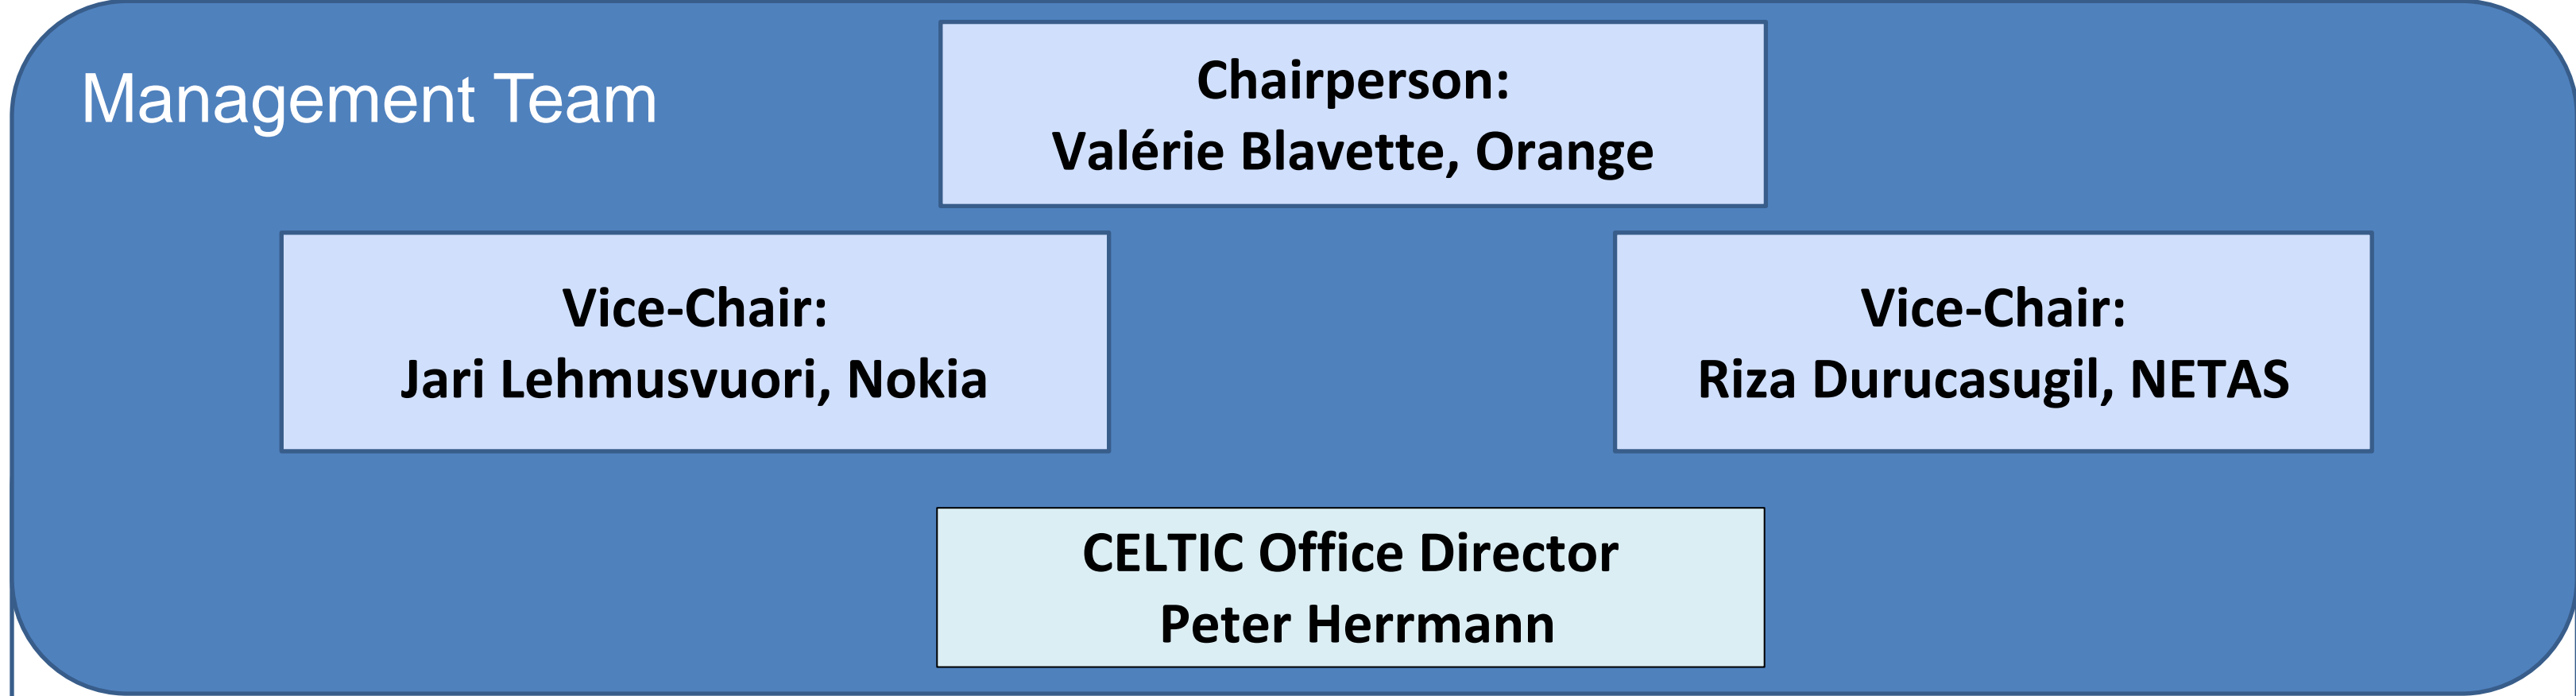 Management Team
Chairperson:
Valérie Blavette, Orange
Vice-Chair:
Jari Lehmusvuori, Nokia
Vice-Chair:
Riza Durucasugil, NETAS
CELTIC Office Director
Peter Herrmann